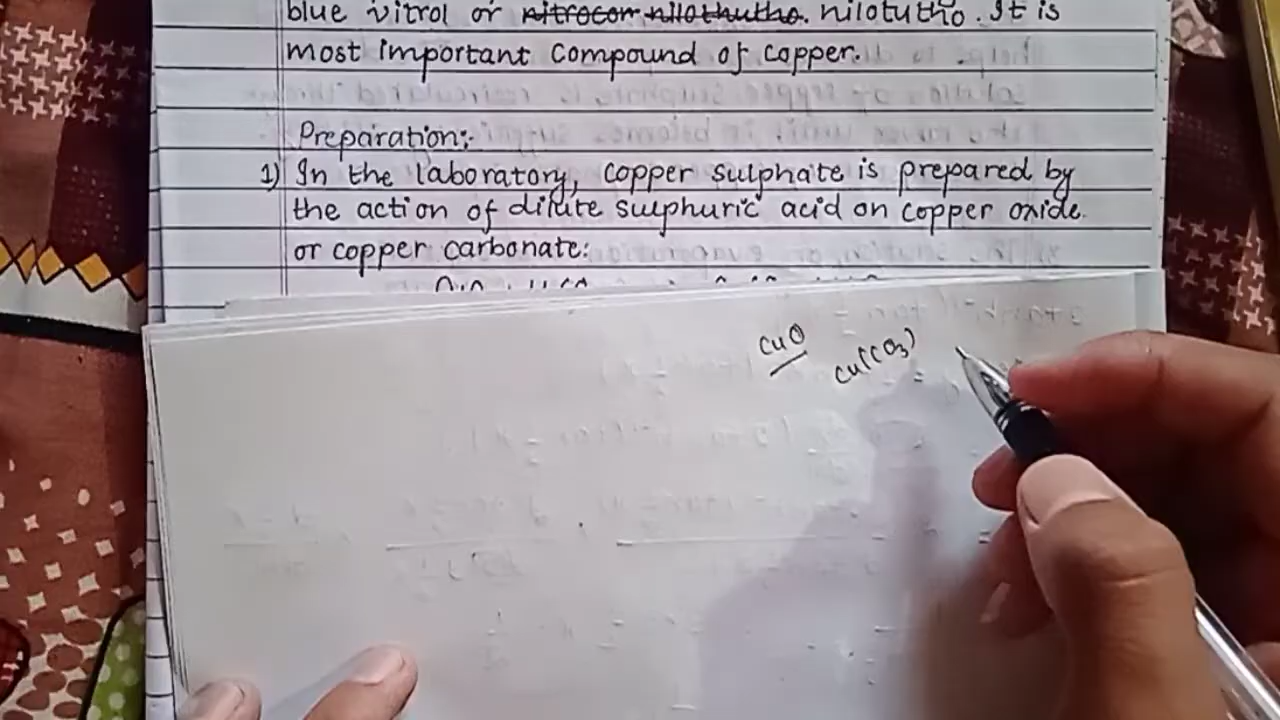 blue vitrol or nitrocor nilothutho. nilotutho. It is
most important Compound of Copper.
Preparation:-
1) In the laboratory, copper sulphate is prepared by
the action of dilute sulphuric acid on copper oxide
or copper carbonate:
CuO
Cu(CO3)